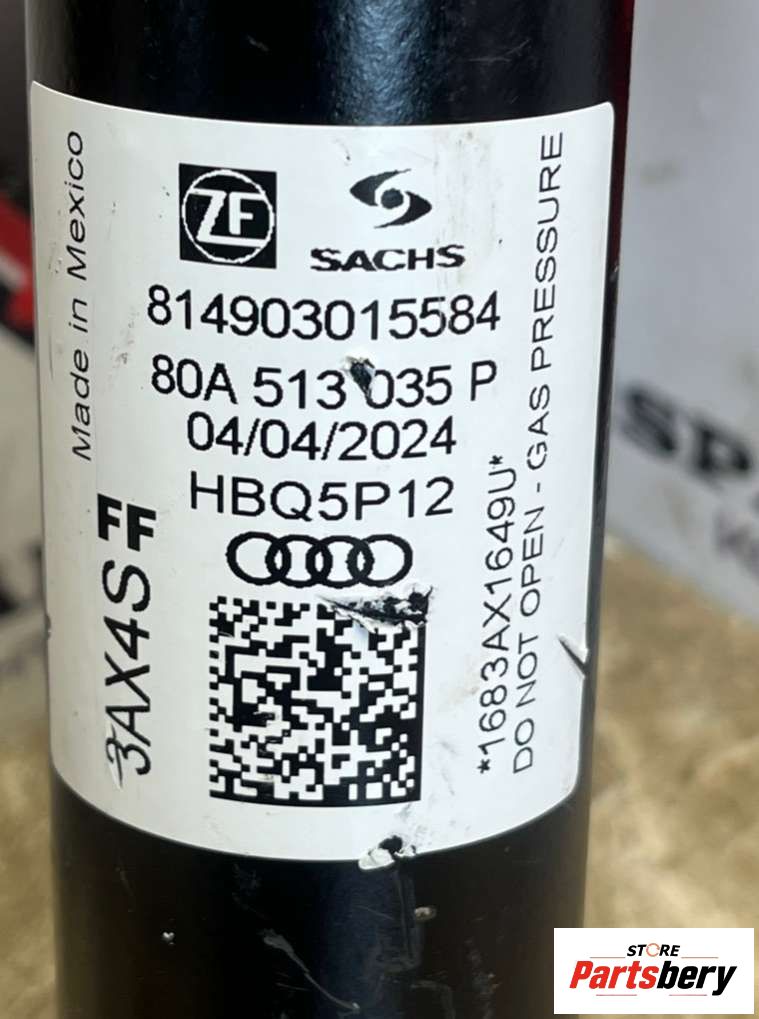 Made in Mexico
ZF
SACHS
814903015584
80A 513 035 P
04/04/2024
HBQ5P12
FF
3AX4S
*1683AX1649U*
DO NOT OPEN - GAS PRESSURE
SP
STORE
Partsbery